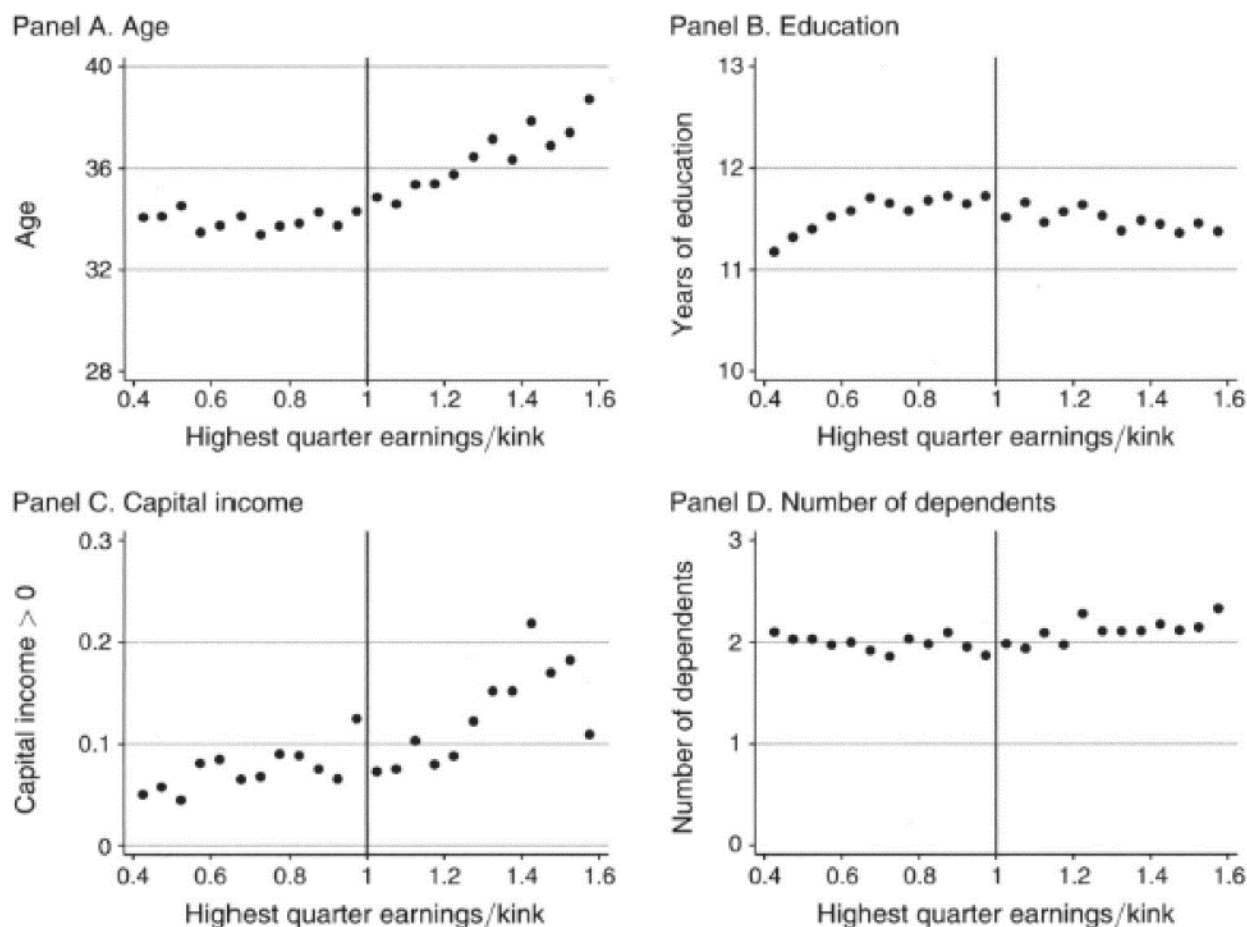 Panel A. Age
40
36
32
28
Age
0.4 0.6 0.8 1 1.2 1.4 1.6
Highest quarter earnings/kink
Panel B. Education
13
12
11
10
Years of education
0.4 0.6 0.8 1 1.2 1.4 1.6
Highest quarter earnings/kink
Panel C. Capital income
0.3
0.2
0.1
0
Capital income > 0
0.4 0.6 0.8 1 1.2 1.4 1.6
Highest quarter earnings/kink
Panel D. Number of dependents
3
2
1
0
Number of dependents
0.4 0.6 0.8 1 1.2 1.4 1.6
Highest quarter earnings/kink